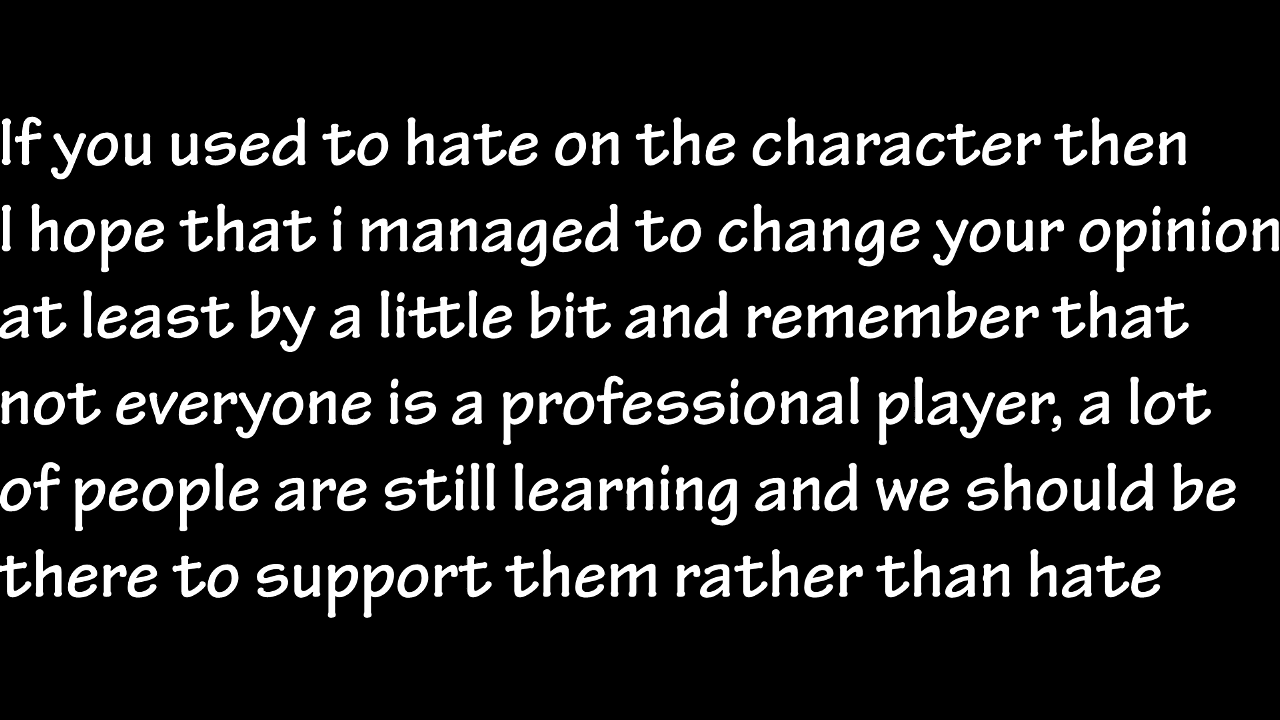 If you used to hate on the character then
I hope that i managed to change your opinion
at least by a little bit and remember that
not everyone is a professional player, a lot
of people are still learning and we should be
there to support them rather than hate